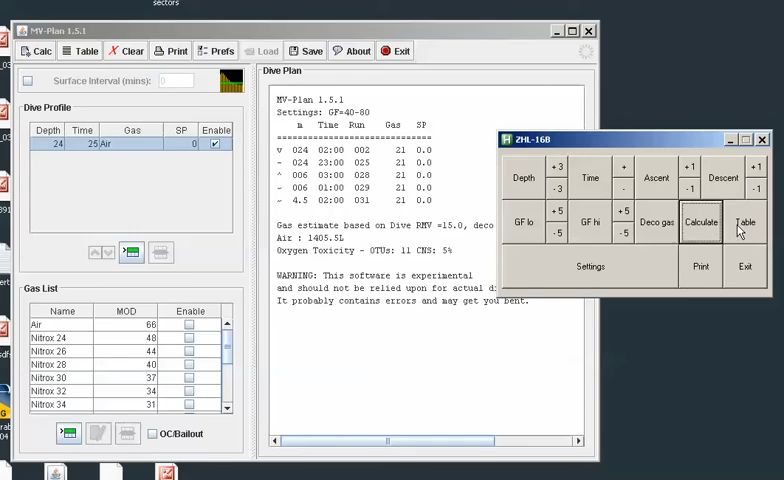 sectors
MV-Plan 1.5.1
Calc Table Clear Print Prefs Load Save About Exit
Surface Interval (mins): 0
Dive Profile
Depth Time Gas SP Enable
24 25 Air 0
Gas List
Name MOD Enable
Air 66
Nitrox 24 48
Nitrox 26 44
Nitrox 28 40
Nitrox 30 37
Nitrox 32 34
Nitrox 34 31
OC/Bailout
Dive Plan
MV-Plan 1.5.1
Settings: GF=40-80
m Time Run Gas SP
===================================
v 024 02:00 002 21 0.0
- 024 23:00 025 21 0.0
^ 006 03:00 028 21 0.0
~ 006 01:00 029 21 0.0
~ 4.5 02:00 031 21 0.0
Gas estimate based on Dive RMV =15.0, deco
Air : 1405.5L
Oxygen Toxicity - OTUs: 11 CNS: 5%
WARNING: This software is experimental
and should not be relied upon for actual di
It probably contains errors and may get you bent.
ZHL-16B
Depth +3 -3 Time + - Ascent +1 -1 Descent +1 -1
GF lo +5 -5 GF hi +5 -5 Deco gas Calculate Table
Settings Print Exit